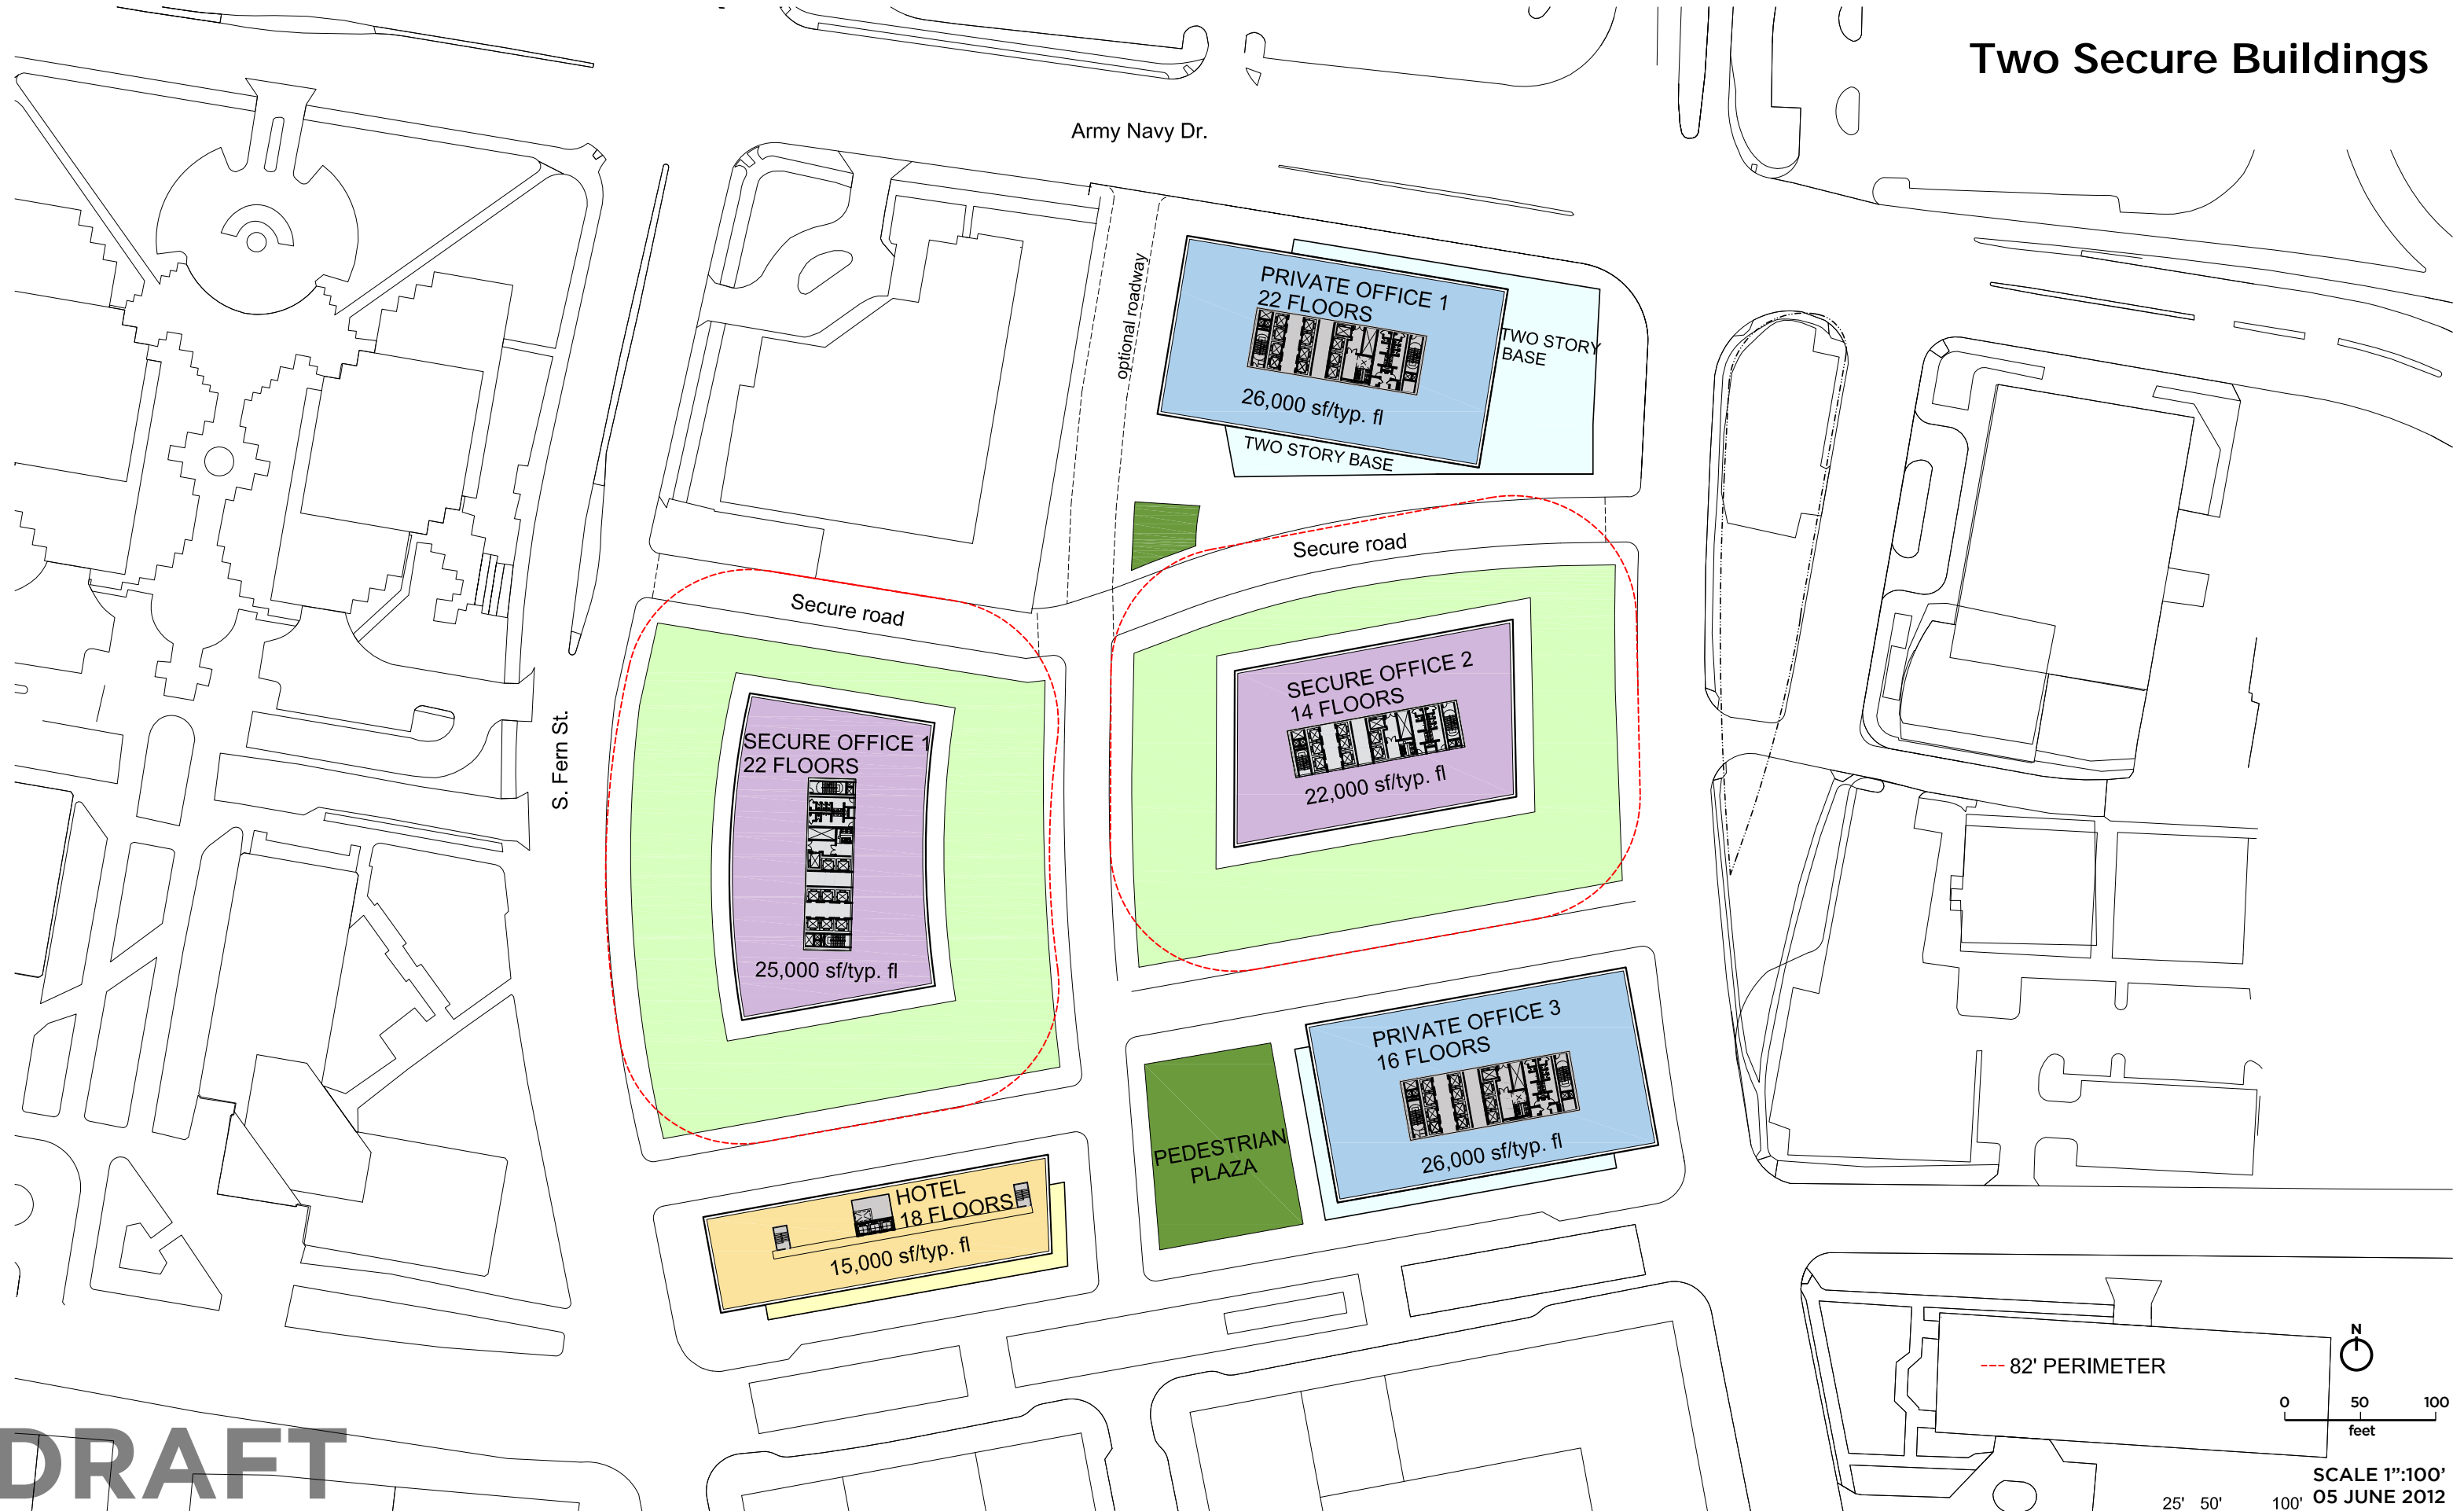 Two Secure Buildings
Army Navy Dr.
optional roadway
PRIVATE OFFICE 1
22 FLOORS
26,000 sf/typ. fl
TWO STORY
BASE
TWO STORY BASE
Secure road
Secure road
S. Fern St.
SECURE OFFICE 1
22 FLOORS
25,000 sf/typ. fl
SECURE OFFICE 2
14 FLOORS
22,000 sf/typ. fl
PRIVATE OFFICE 3
16 FLOORS
26,000 sf/typ. fl
PEDESTRIAN
PLAZA
HOTEL
18 FLOORS
15,000 sf/typ. fl
82' PERIMETER
N
0 50 100
feet
SCALE 1":100'
05 JUNE 2012
25' 50' 100'
DRAFT